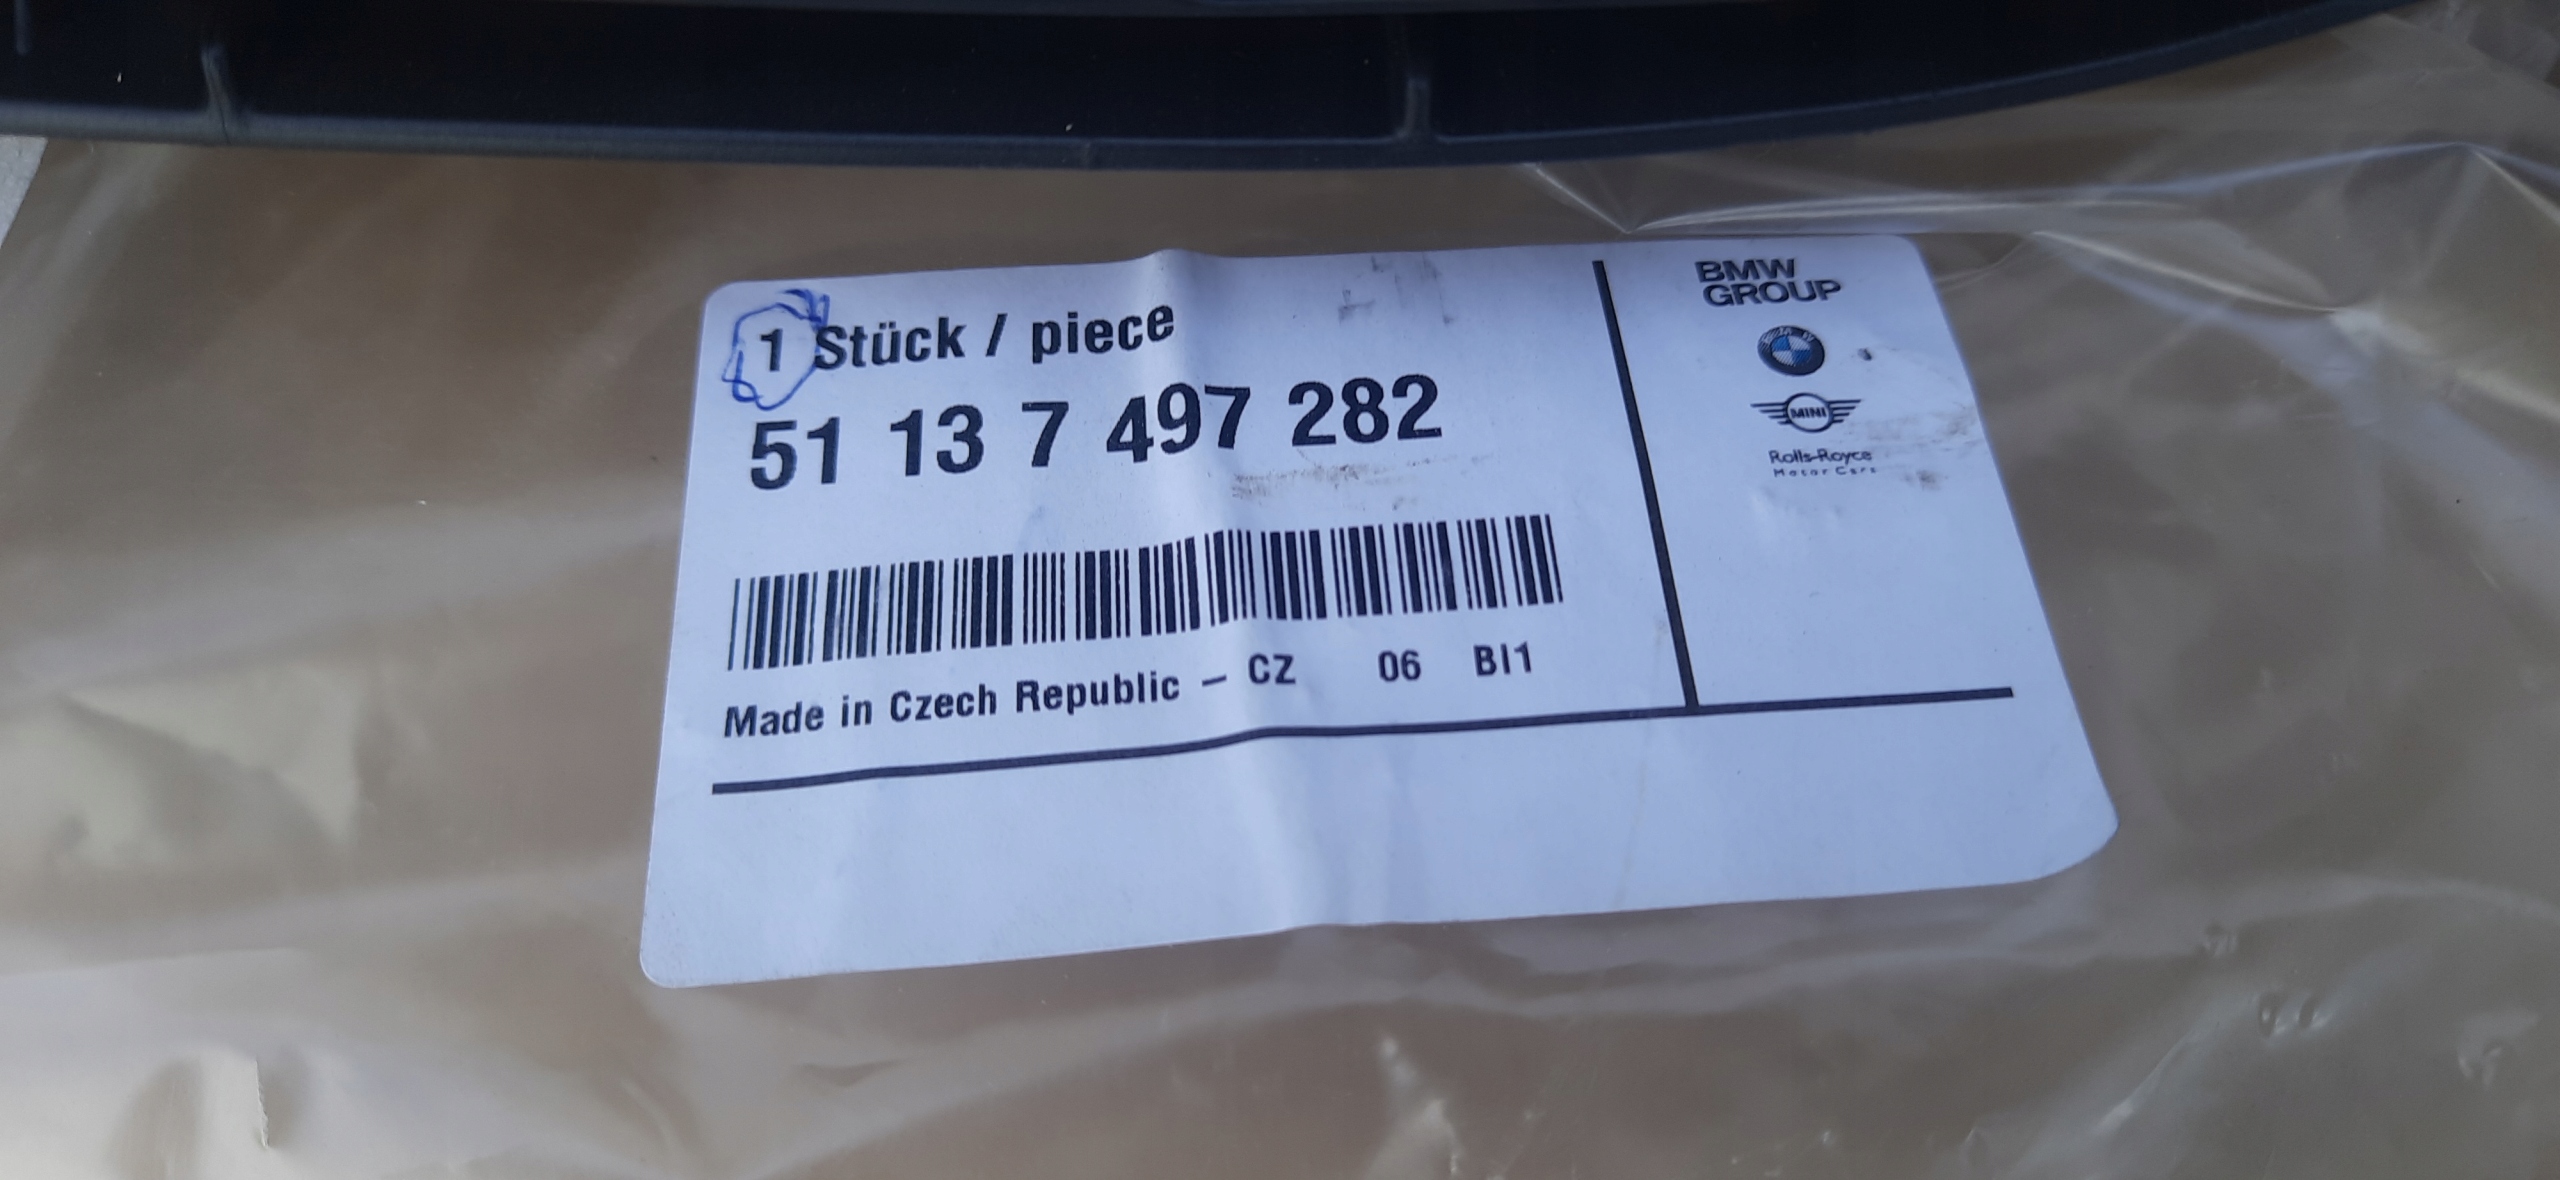 1 Stück / piece
51 13 7 497 282
Made in Czech Republic – CZ 06 BI1
BMW
GROUP
MINI
Rolls-Royce
Motor Cars